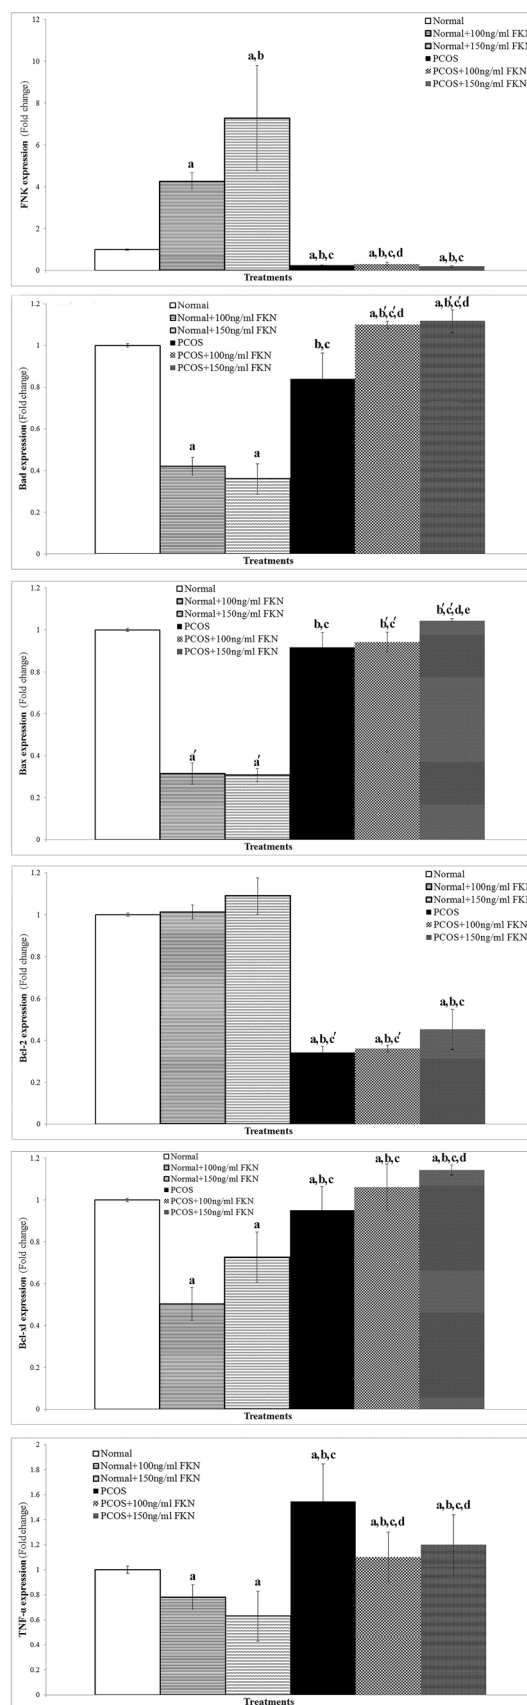 Normal
Normal+100ng/ml FKN
Normal+150ng/ml FKN
PCOS
PCOS+100ng/ml FKN
PCOS+150ng/ml FKN
12
10
8
6
4
2
0
FNK expression (Fold change)
a
a,b
a,b,c
a,b,c,d
a,b,c
Treatments
1.2
1
0.8
0.6
0.4
0.2
0
Bad expression (Fold change)
Normal
Normal+100ng/ml FKN
Normal+150ng/ml FKN
PCOS
PCOS+100ng/ml FKN
PCOS+150ng/ml FKN
a
a
b,c
a,b′,c′,d
a,b′,c′,d′
Treatments
1.2
1
0.8
0.6
0.4
0.2
0
Bax expression (Fold change)
Normal
Normal+100ng/ml FKN
Normal+150ng/ml FKN
PCOS
PCOS+100ng/ml FKN
PCOS+150ng/ml FKN
a′
a′
b,c
b′,c′
b′,c′,d,e
Treatments
1.2
1
0.8
0.6
0.4
0.2
0
Bcl-2 expression (Fold change)
Normal
Normal+100ng/ml FKN
Normal+150ng/ml FKN
PCOS
PCOS+100ng/ml FKN
PCOS+150ng/ml FKN
a,b,c′
a,b,c′
a,b,c
Treatments
1.2
1
0.8
0.6
0.4
0.2
0
Bcl-xl expression (Fold change)
Normal
Normal+100ng/ml FKN
Normal+150ng/ml FKN
PCOS
PCOS+100ng/ml FKN
PCOS+150ng/ml FKN
a
a
a,b,c
a,b,c
a,b,c,d
Treatments
2
1.8
1.6
1.4
1.2
1
0.8
0.6
0.4
0.2
0
TNF-α expression (Fold change)
Normal
Normal+100ng/ml FKN
Normal+150ng/ml FKN
PCOS
PCOS+100ng/ml FKN
PCOS+150ng/ml FKN
a
a
a,b,c
a,b,c,d
a,b,c,d
Treatments